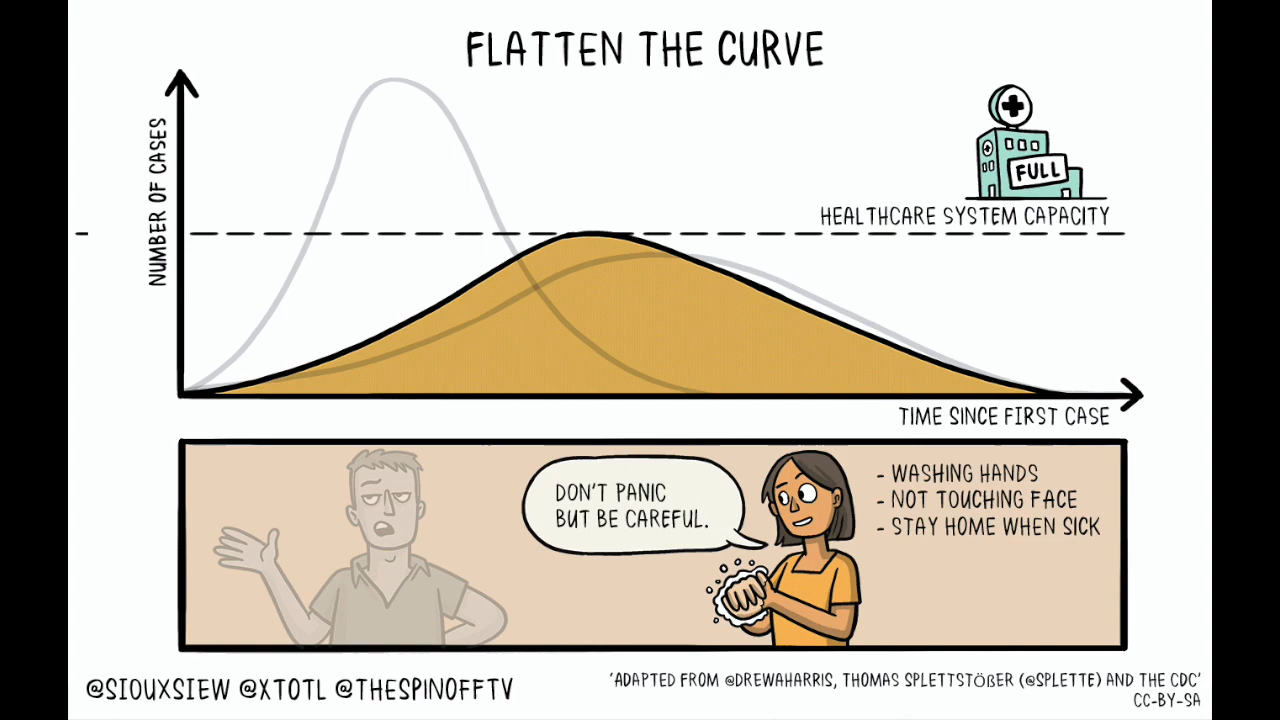 FLATTEN THE CURVE
NUMBER OF CASES
FULL
HEALTHCARE SYSTEM CAPACITY
TIME SINCE FIRST CASE
DON'T PANIC
BUT BE CAREFUL.
- WASHING HANDS
- NOT TOUCHING FACE
- STAY HOME WHEN SICK
@SIOUXSIEW @XTOTL @THESPINOFFTV
'ADAPTED FROM @DREWAHARRIS, THOMAS SPLETTSTÖßER (@SPLETTE) AND THE CDC'
CC-BY-SA